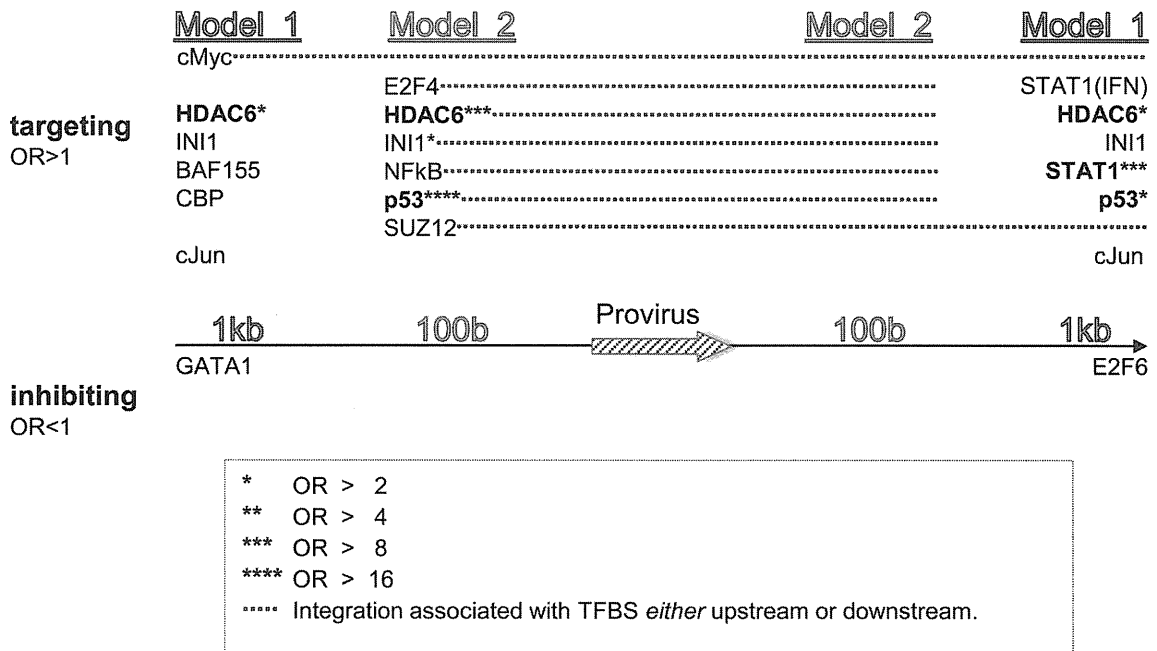 Model 1 Model 2 Model 2 Model 1
cMyc
E2F4 STAT1(IFN)
targeting
OR>1
HDAC6* HDAC6*** HDAC6*
INI1 INI1* INI1
BAF155 NFkB STAT1***
CBP p53**** p53*
SUZ12
cJun cJun
1kb 100b Provirus 100b 1kb
GATA1 E2F6
inhibiting
OR<1
* OR > 2
** OR > 4
*** OR > 8
**** OR > 16
Integration associated with TFBS either upstream or downstream.